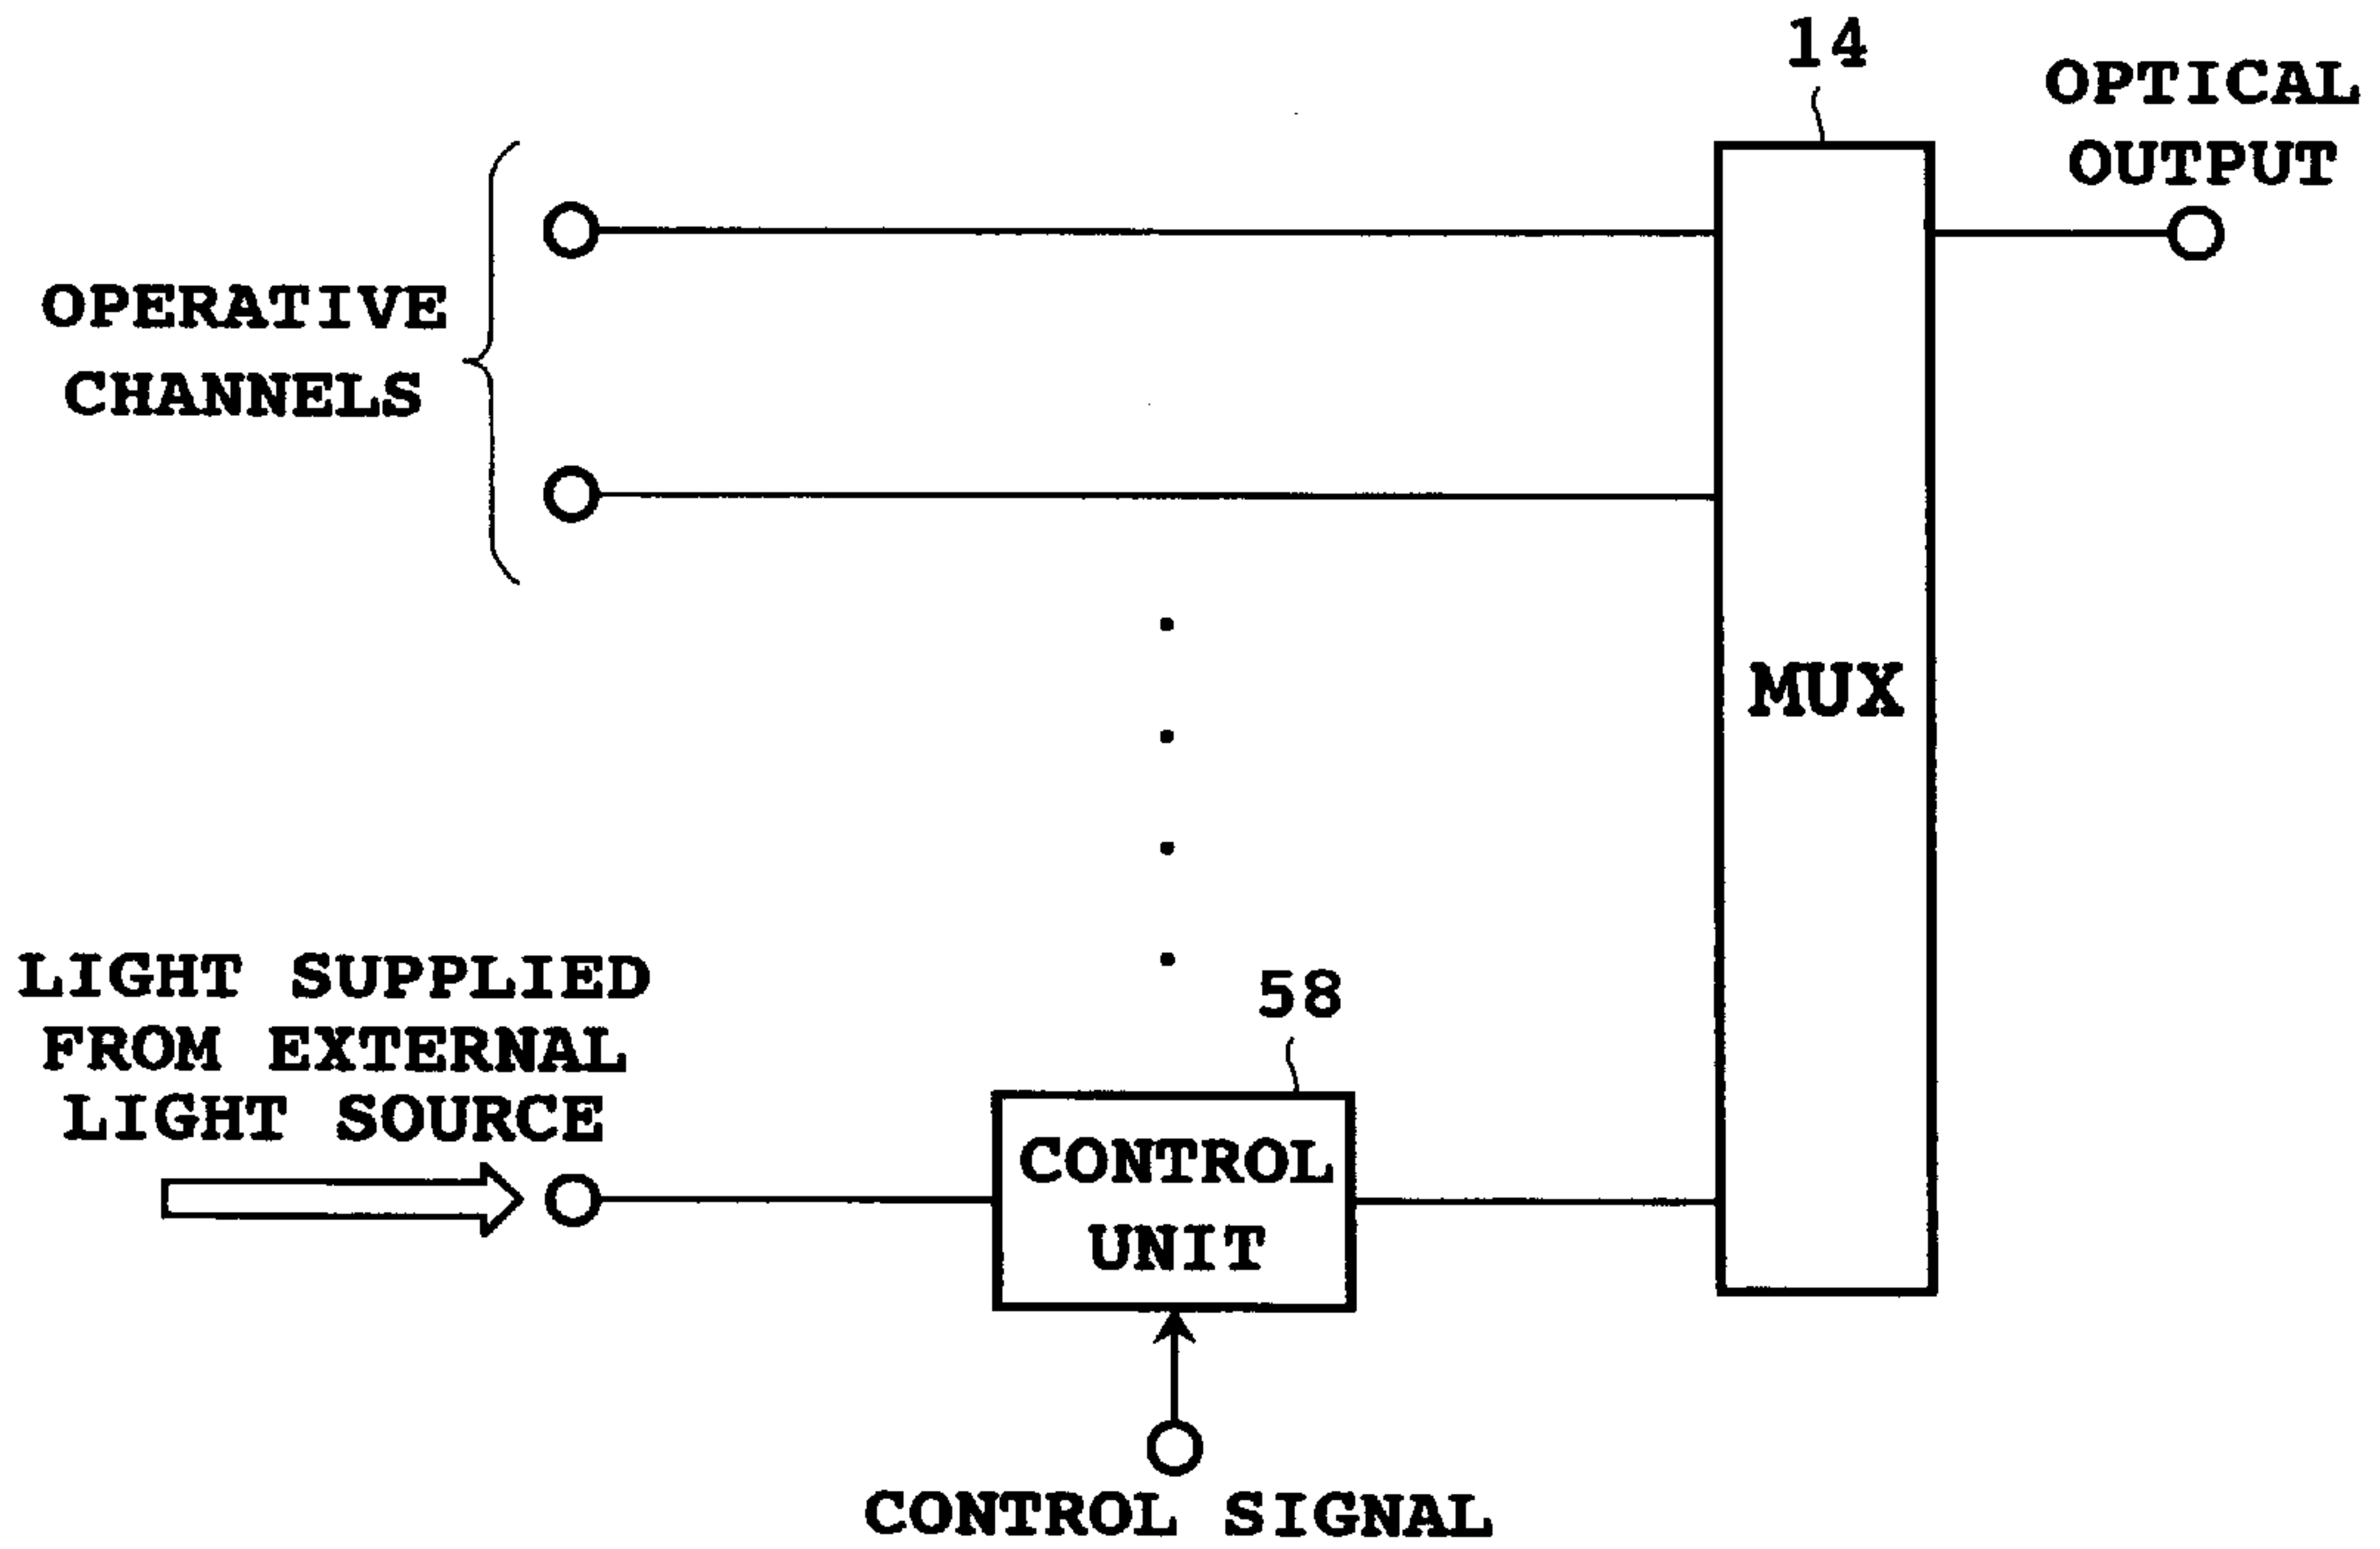 14
OPTICAL
OUTPUT
OPERATIVE
CHANNELS
MUX
LIGHT SUPPLIED
FROM EXTERNAL
LIGHT SOURCE
58
CONTROL
UNIT
CONTROL SIGNAL